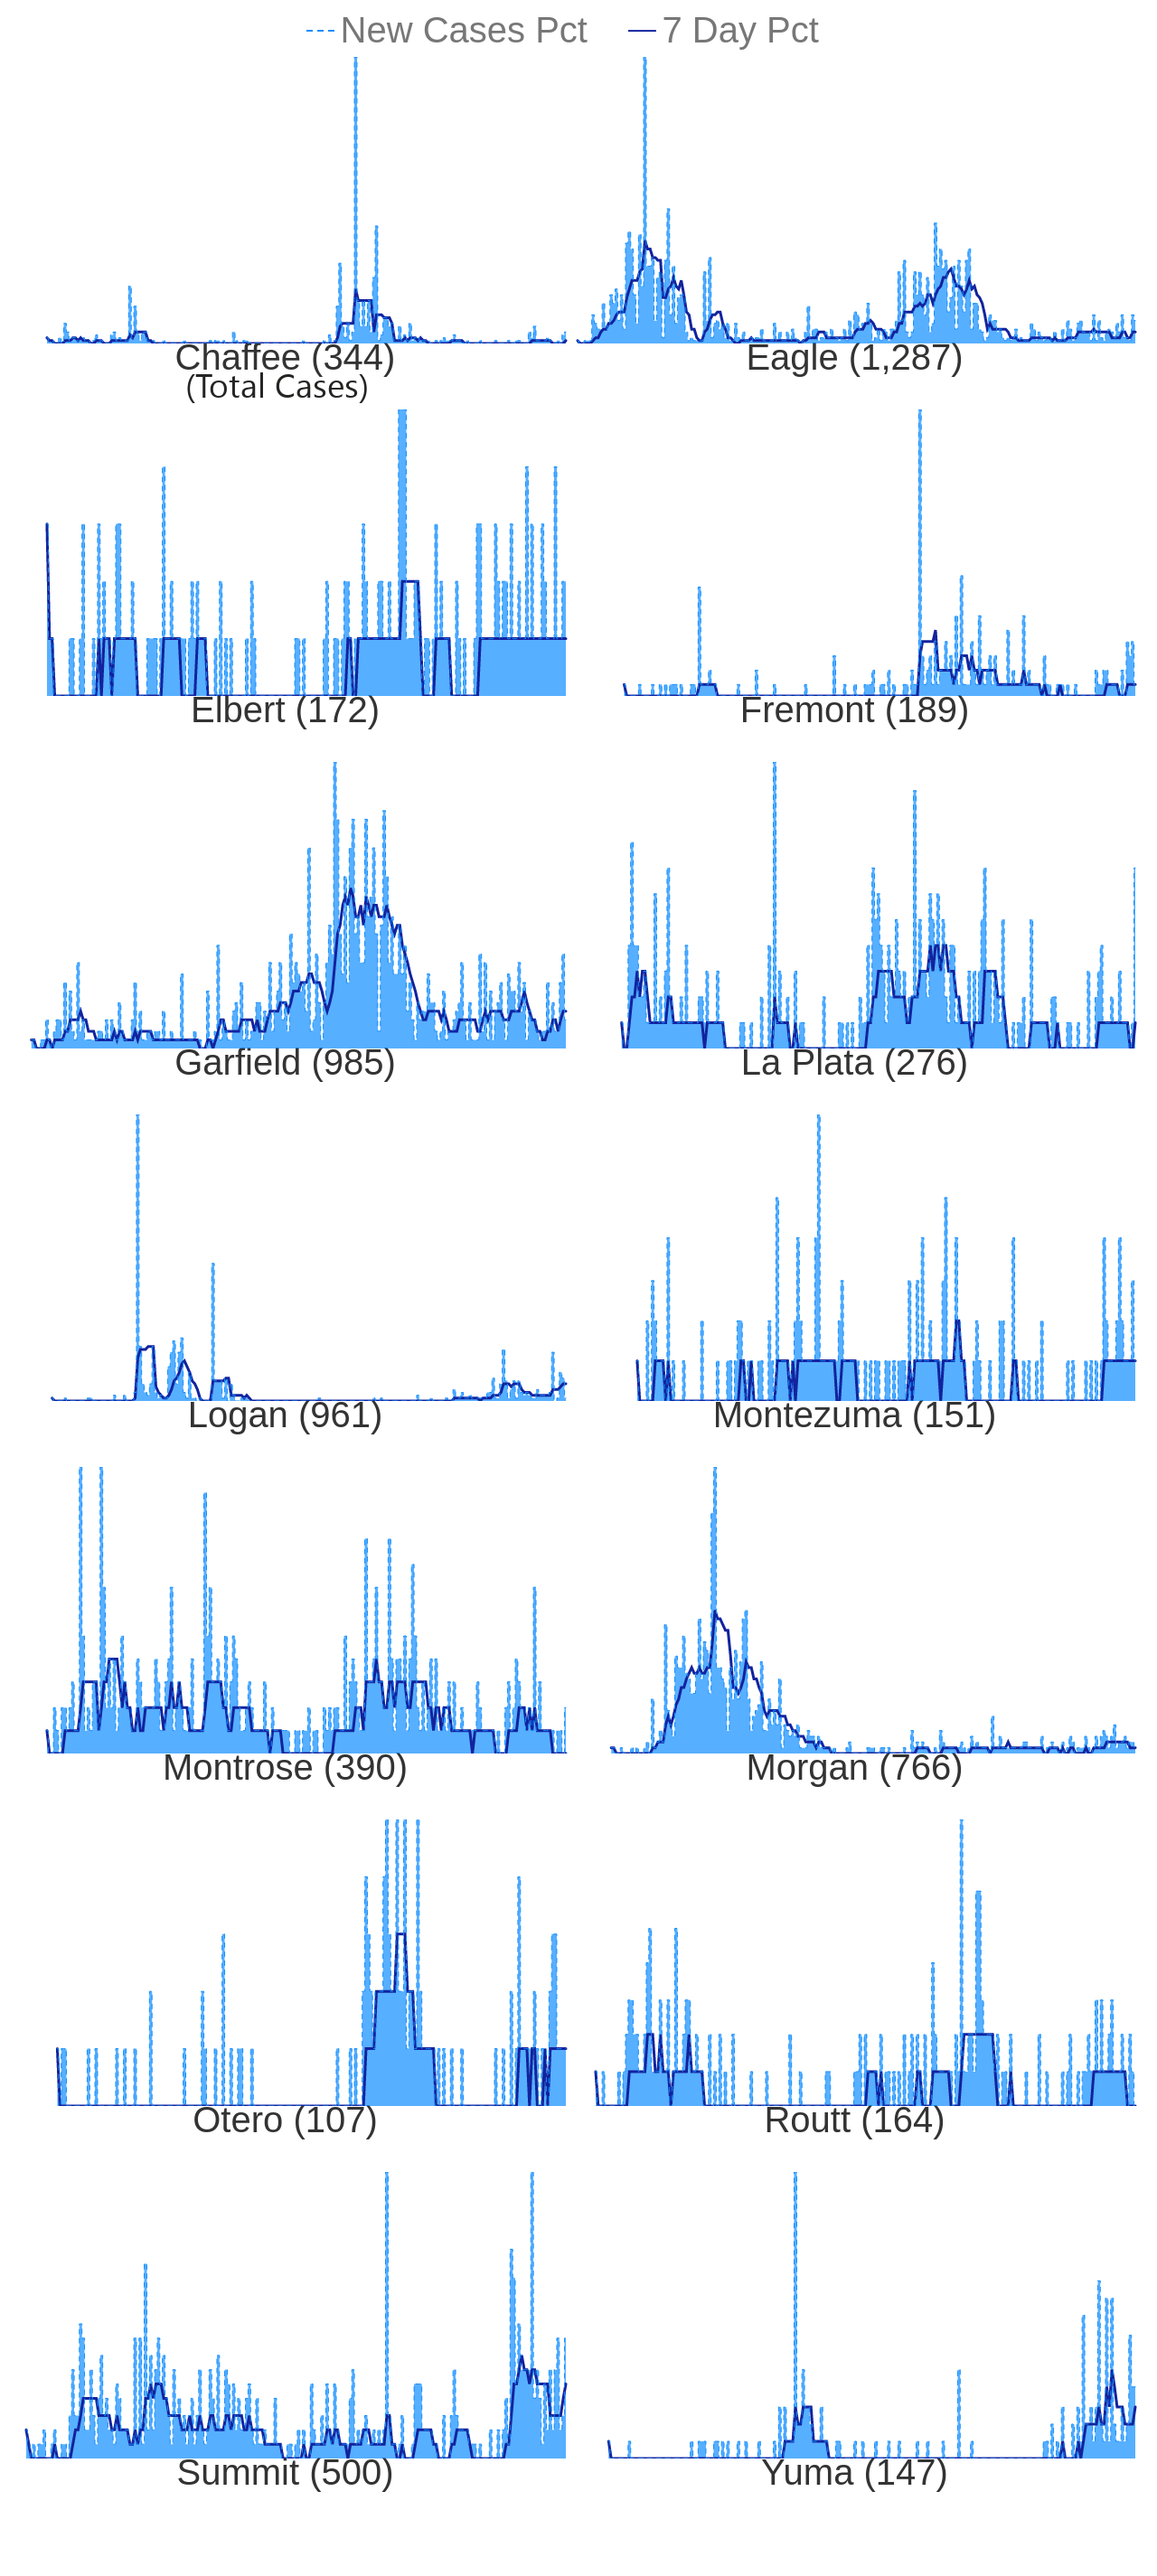 New Cases Pct 7 Day Pct
Chaffee (344) Eagle (1,287)
(Total Cases)
Elbert (172) Fremont (189)
Garfield (985) La Plata (276)
Logan (961) Montezuma (151)
Montrose (390) Morgan (766)
Otero (107) Routt (164)
Summit (500) Yuma (147)